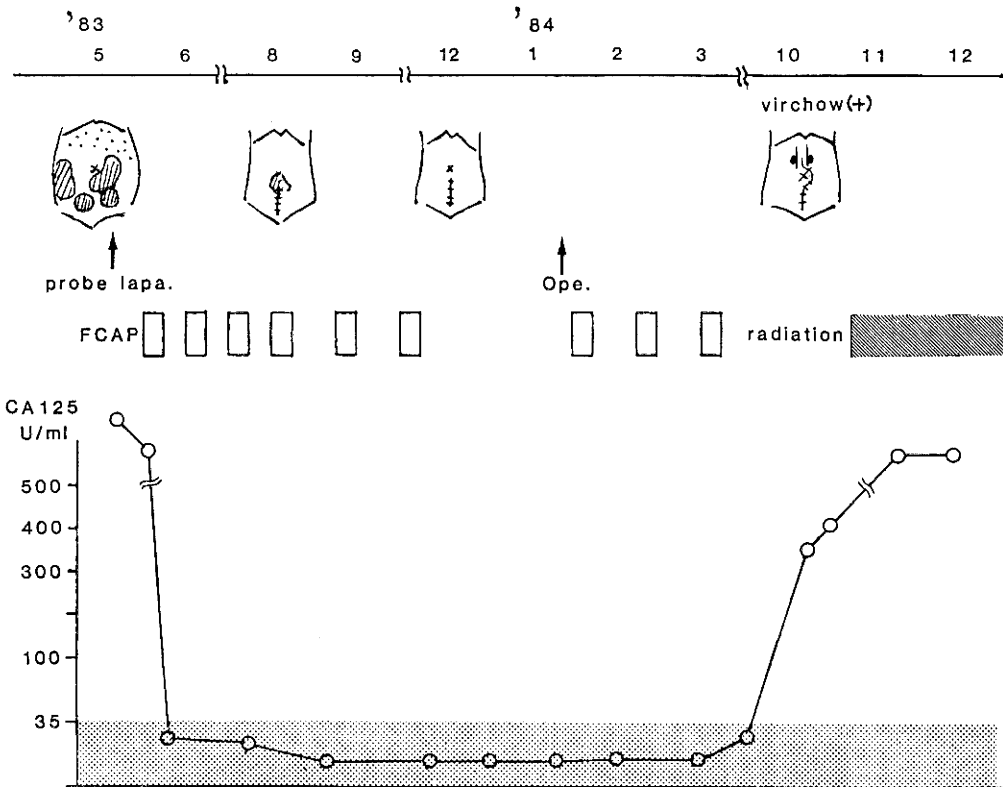 '83 '84
5 6 8 9 12 1 2 3 10 11 12
virchow(+)
probe lapa. Ope.
FCAP radiation
CA125
U/ml
500
400
300
100
35